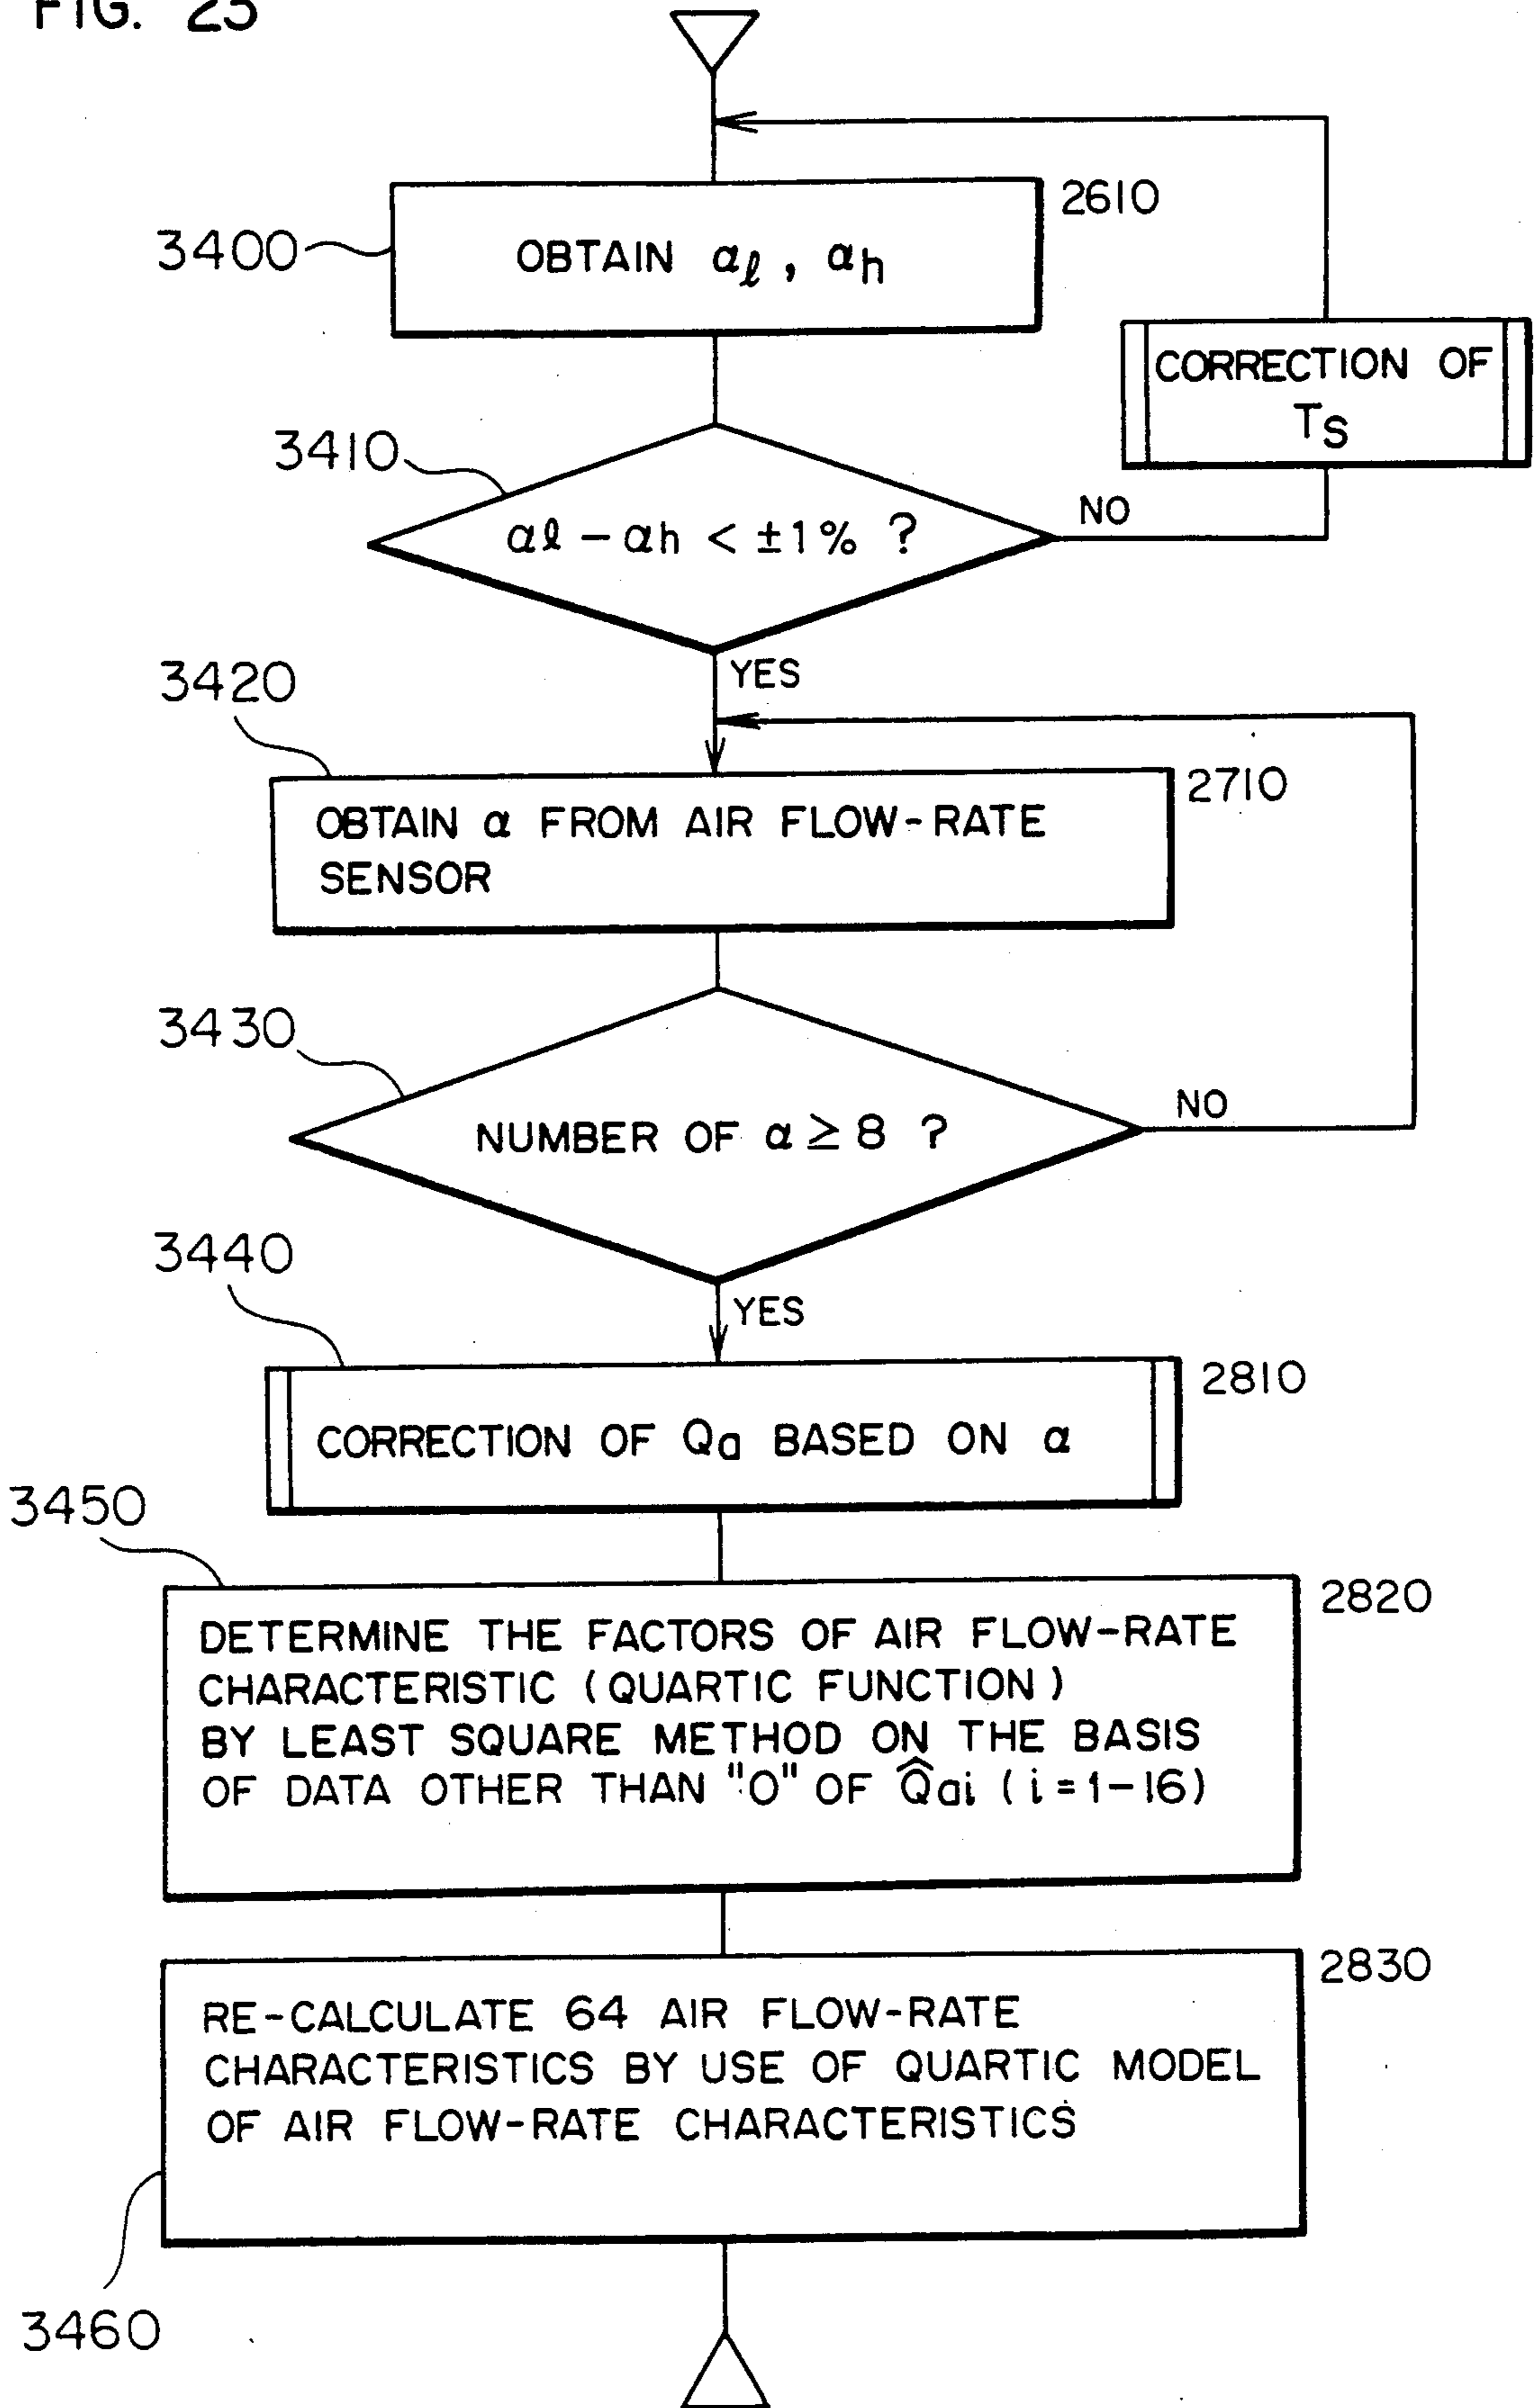 FIG. 23
2610
3400
OBTAIN αℓ, αh
CORRECTION OF
TS
3410
αℓ – αh < ±1% ?
NO
YES
3420
2710
OBTAIN α FROM AIR FLOW-RATE
SENSOR
3430
NUMBER OF α ≥ 8 ?
NO
3440
YES
2810
CORRECTION OF Qa BASED ON α
3450
2820
DETERMINE THE FACTORS OF AIR FLOW-RATE
CHARACTERISTIC (QUARTIC FUNCTION)
BY LEAST SQUARE METHOD ON THE BASIS
OF DATA OTHER THAN "O" OF Q̂ai (i = 1-16)
2830
RE-CALCULATE 64 AIR FLOW-RATE
CHARACTERISTICS BY USE OF QUARTIC MODEL
OF AIR FLOW-RATE CHARACTERISTICS
3460